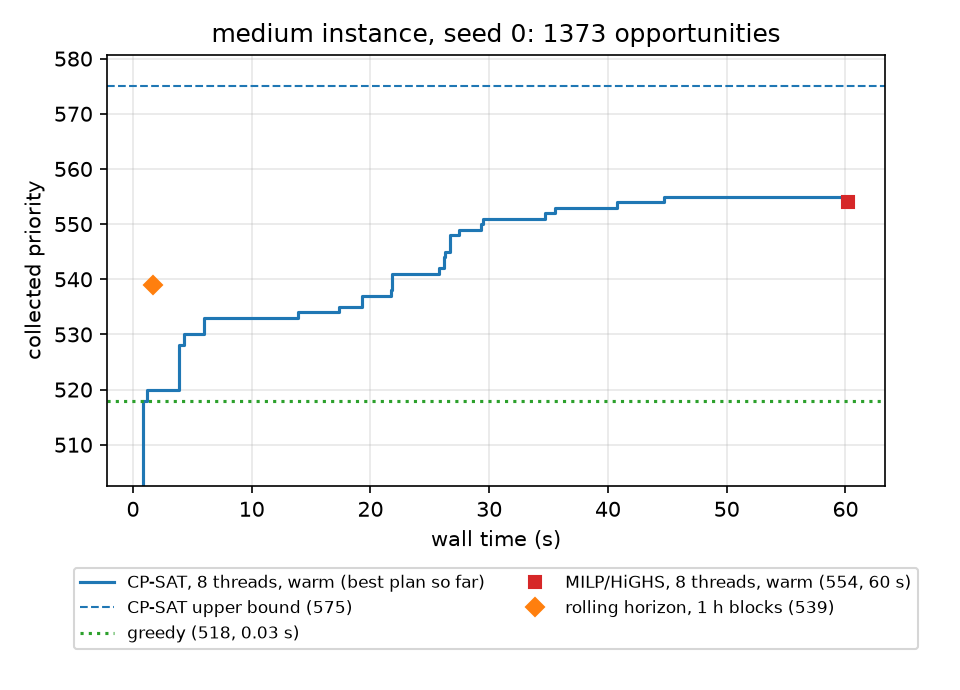 medium instance, seed 0: 1373 opportunities
580
570
560
550
540
530
520
510
collected priority
0 10 20 30 40 50 60
wall time (s)
CP-SAT, 8 threads, warm (best plan so far)
CP-SAT upper bound (575)
greedy (518, 0.03 s)
MILP/HiGHS, 8 threads, warm (554, 60 s)
rolling horizon, 1 h blocks (539)